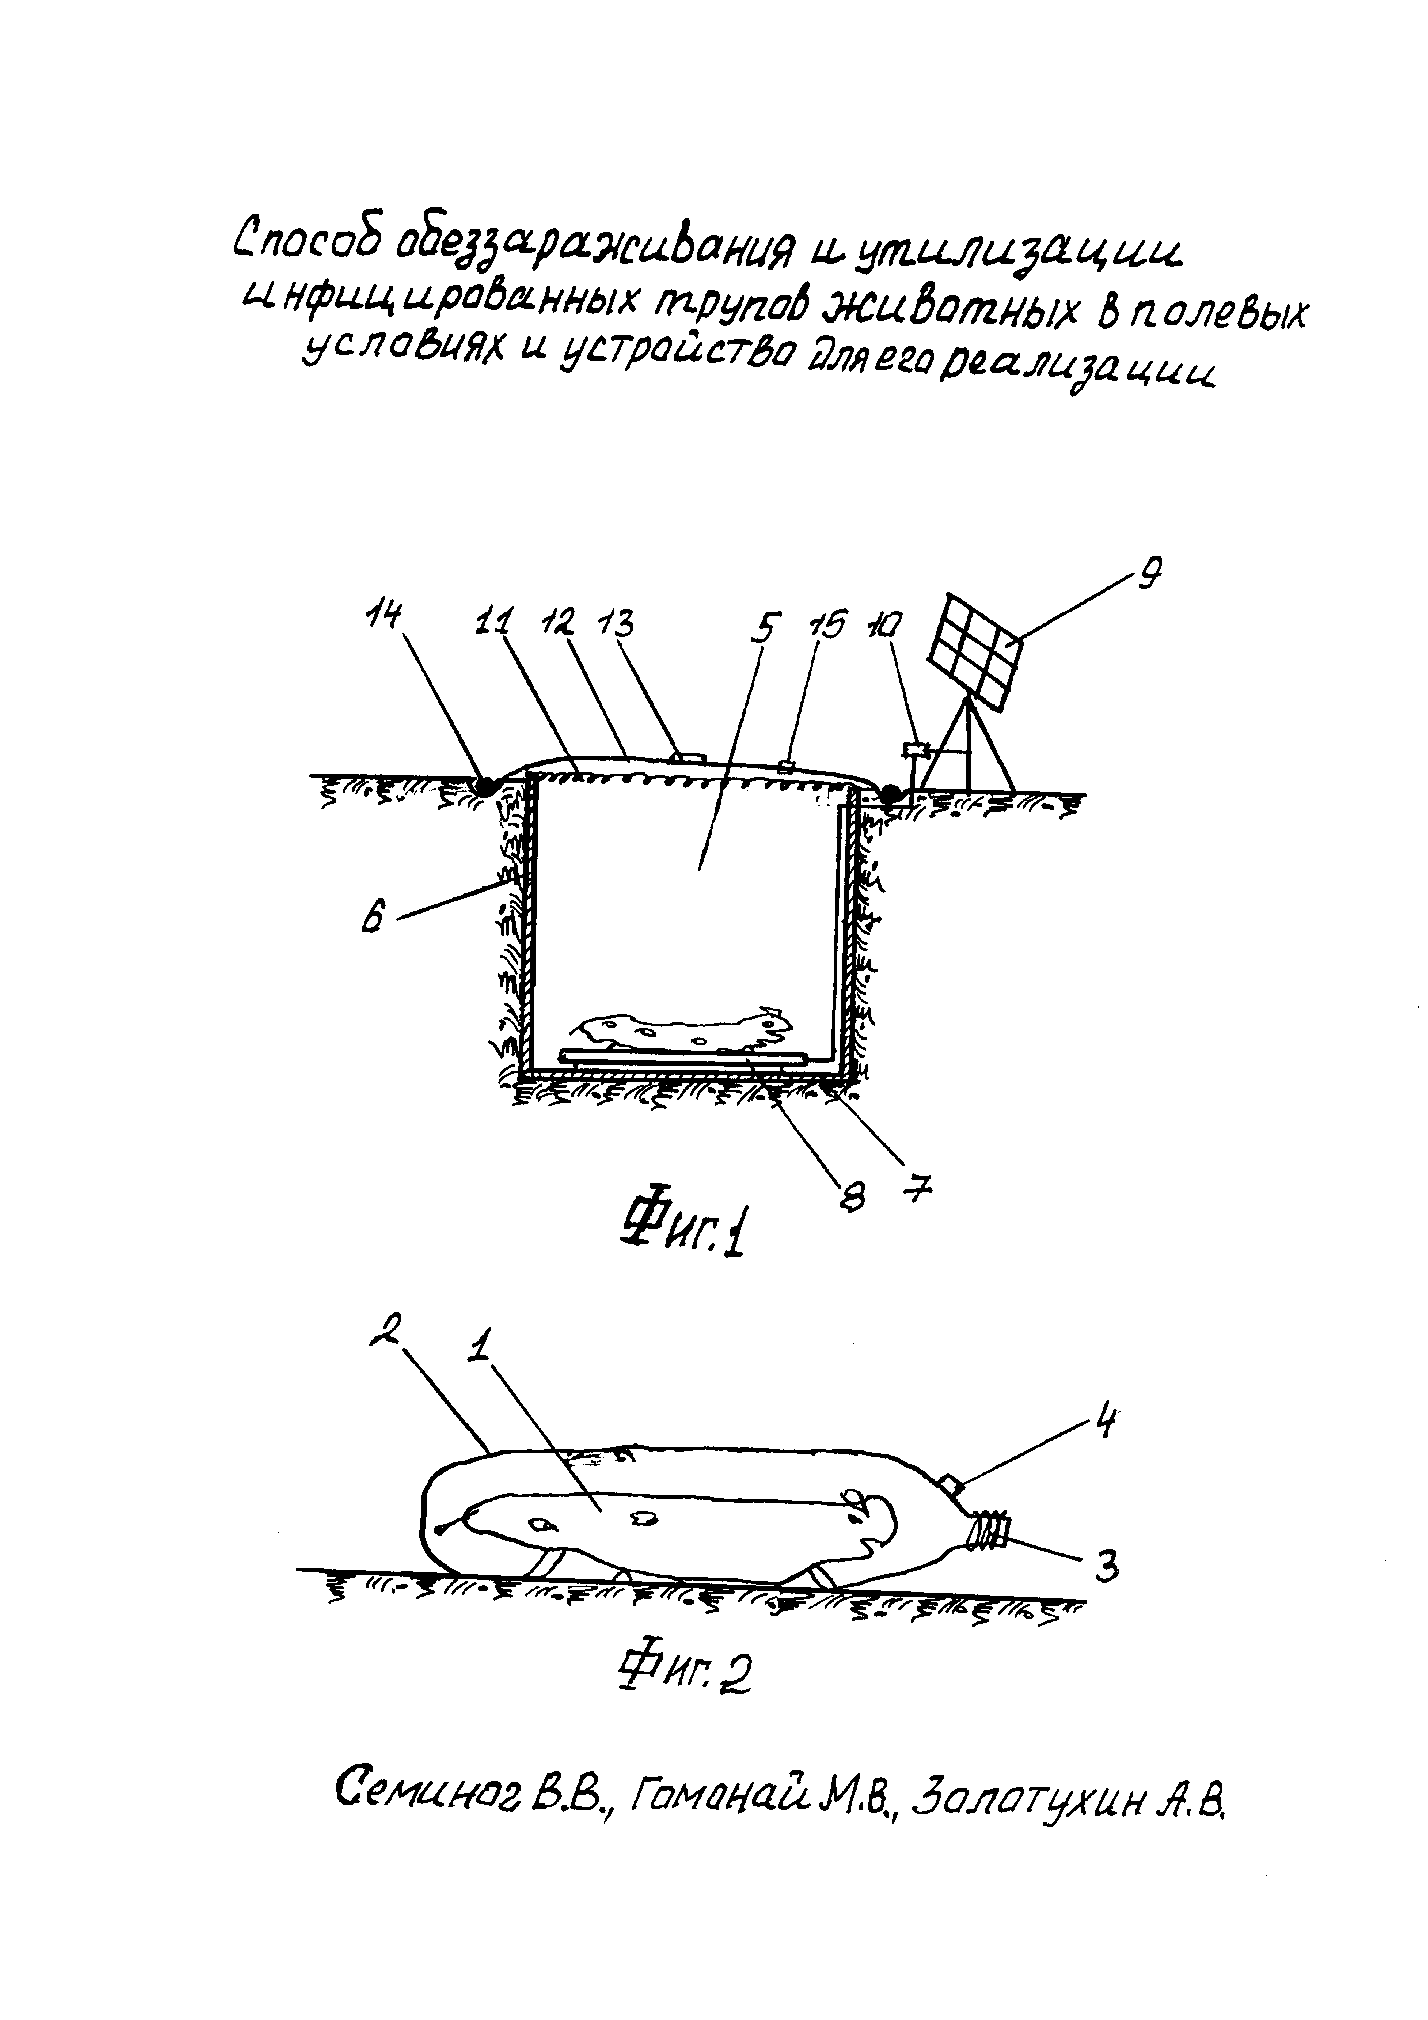 Способ обеззараживания и утилизации
инфицированных трупов животных в полевых
условиях и устройство для его реализации
9
14 11 12 13 5 15 10
6
8 7
Фиг.1
2 1
4
3
Фиг.2
Семиног В.В., Гоманай М.В., Золотухин А.В.